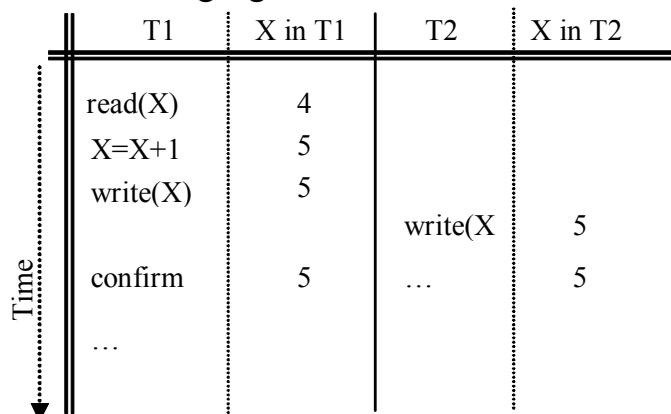 T1 X in T1 T2 X in T2
read(X) 4
X=X+1 5
write(X) 5
write(X 5
Time
confirm 5 … 5
…